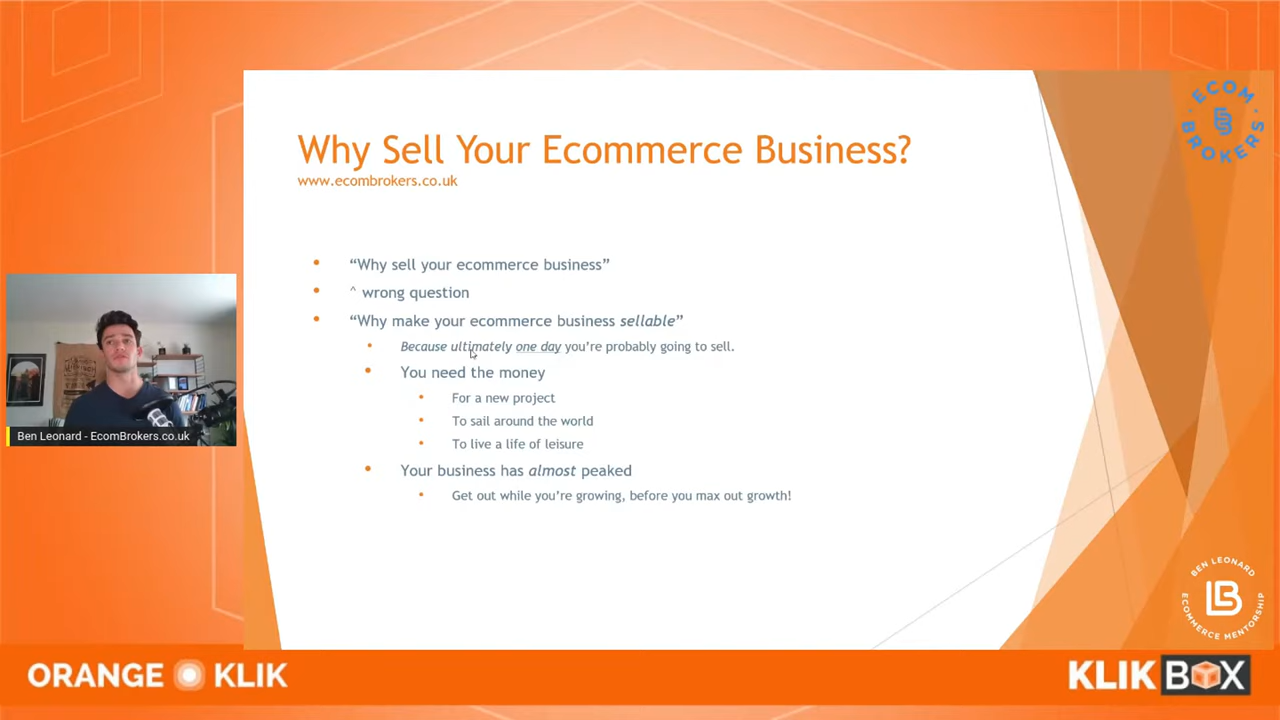 Why Sell Your Ecommerce Business?
www.ecombrokers.co.uk
ECOM
BROKERS
• “Why sell your ecommerce business”
• ^ wrong question
• “Why make your ecommerce business sellable”
• Because ultimately one day you’re probably going to sell.
• You need the money
• For a new project
• To sail around the world
• To live a life of leisure
• Your business has almost peaked
• Get out while you’re growing, before you max out growth!
Ben Leonard - EcomBrokers.co.uk
BEN LEONARD
LB
ECOMMERCE MENTORSHIP
ORANGE KLIK
KLIK BOX